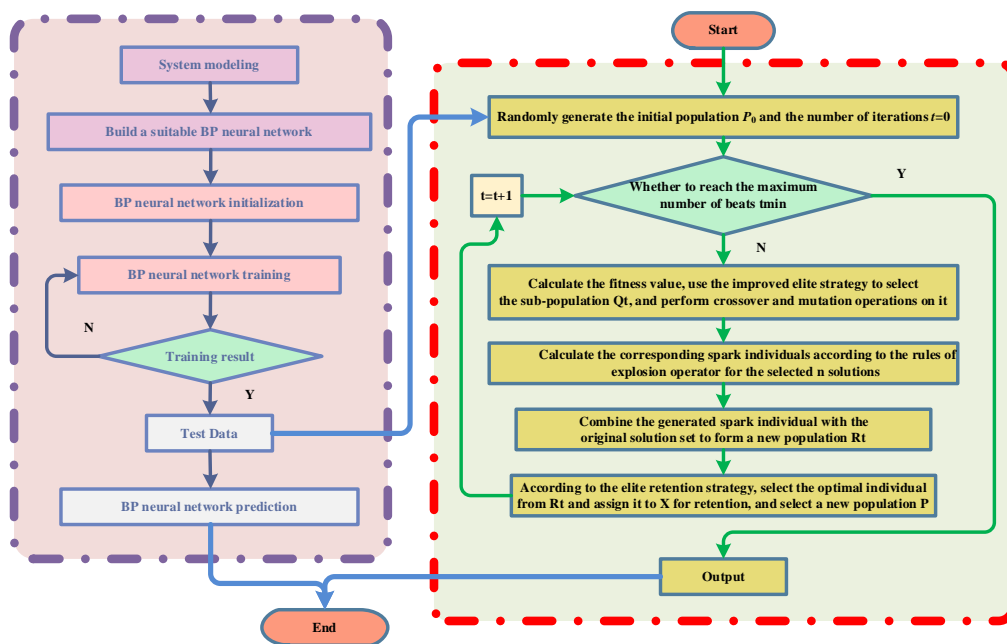 System modeling
Build a suitable BP neural network
BP neural network initialization
BP neural network training
N
Training result
Y
Test Data
BP neural network prediction
Start
Randomly generate the initial population P₀ and the number of iterations t=0
t=t+1
Whether to reach the maximum
number of beats tmin
Y
N
Calculate the fitness value, use the improved elite strategy to select
the sub-population Qt, and perform crossover and mutation operations on it
Calculate the corresponding spark individuals according to the rules of
explosion operator for the selected n solutions
Combine the generated spark individual with the
original solution set to form a new population Rt
According to the elite retention strategy, select the optimal individual
from Rt and assign it to X for retention, and select a new population P
Output
End